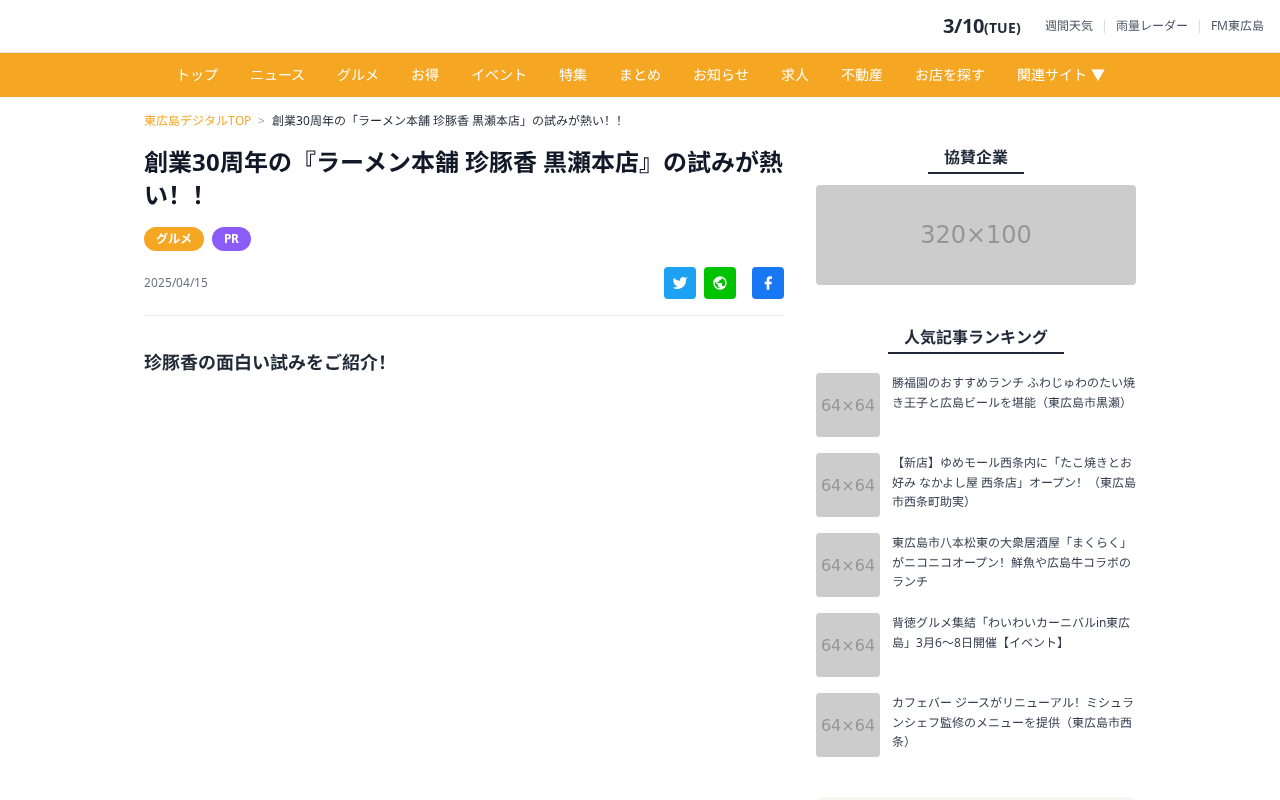 3/10(TUE)
週間天気
雨量レーダー
FM東広島
トップ
ニュース
グルメ
お得
イベント
特集
まとめ
お知らせ
求人
不動産
お店を探す
関連サイト ▼
東広島デジタルTOP > 創業30周年の「ラーメン本舗 珍豚香 黒瀬本店」の試みが熱い！！
創業30周年の『ラーメン本舗 珍豚香 黒瀬本店』の試みが熱
い！！
グルメ
PR
2025/04/15
珍豚香の面白い試みをご紹介！
協賛企業
320×100
人気記事ランキング
64×64
勝福園のおすすめランチ ふわじゅわのたい焼
き王子と広島ビールを堪能（東広島市黒瀬）
64×64
【新店】ゆめモール西条内に「たこ焼きとお
好み なかよし屋 西条店」オープン！（東広島
市西条町助実）
64×64
東広島市八本松東の大衆居酒屋「まくらく」
がニコニコオープン！鮮魚や広島牛コラボの
ランチ
64×64
背徳グルメ集結「わいわいカーニバルin東広
島」3月6〜8日開催【イベント】
64×64
カフェバー ジースがリニューアル！ミシュラ
ンシェフ監修のメニューを提供（東広島市西
条）